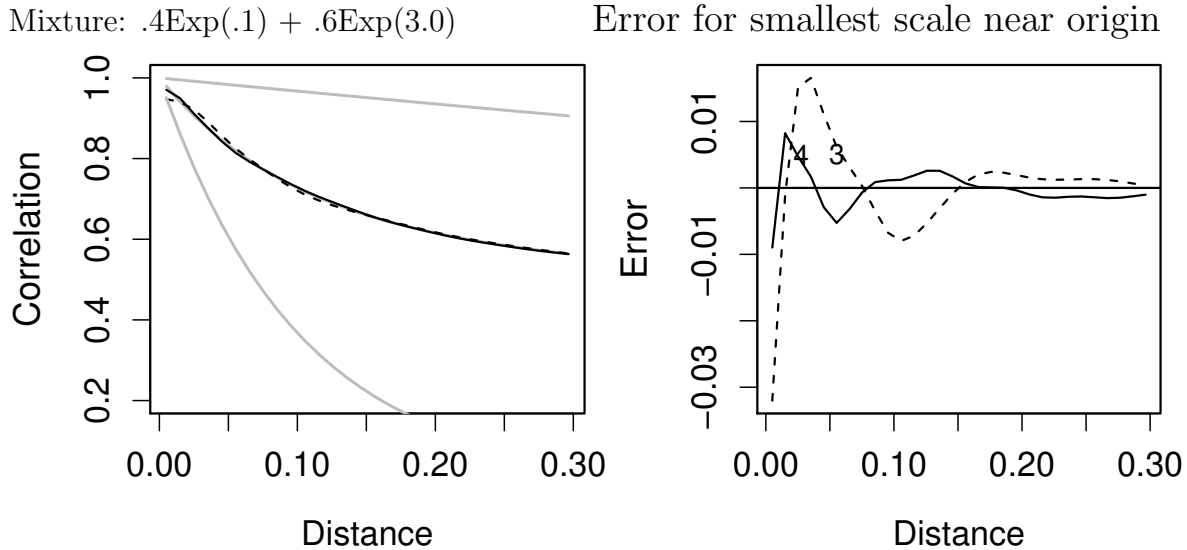 Mixture: .4Exp(.1) + .6Exp(3.0)
Error for smallest scale near origin
Correlation
1.0
0.8
0.6
0.4
0.2
0.00 0.10 0.20 0.30
Distance
Error
0.01
−0.01
−0.03
4 3
0.00 0.10 0.20 0.30
Distance